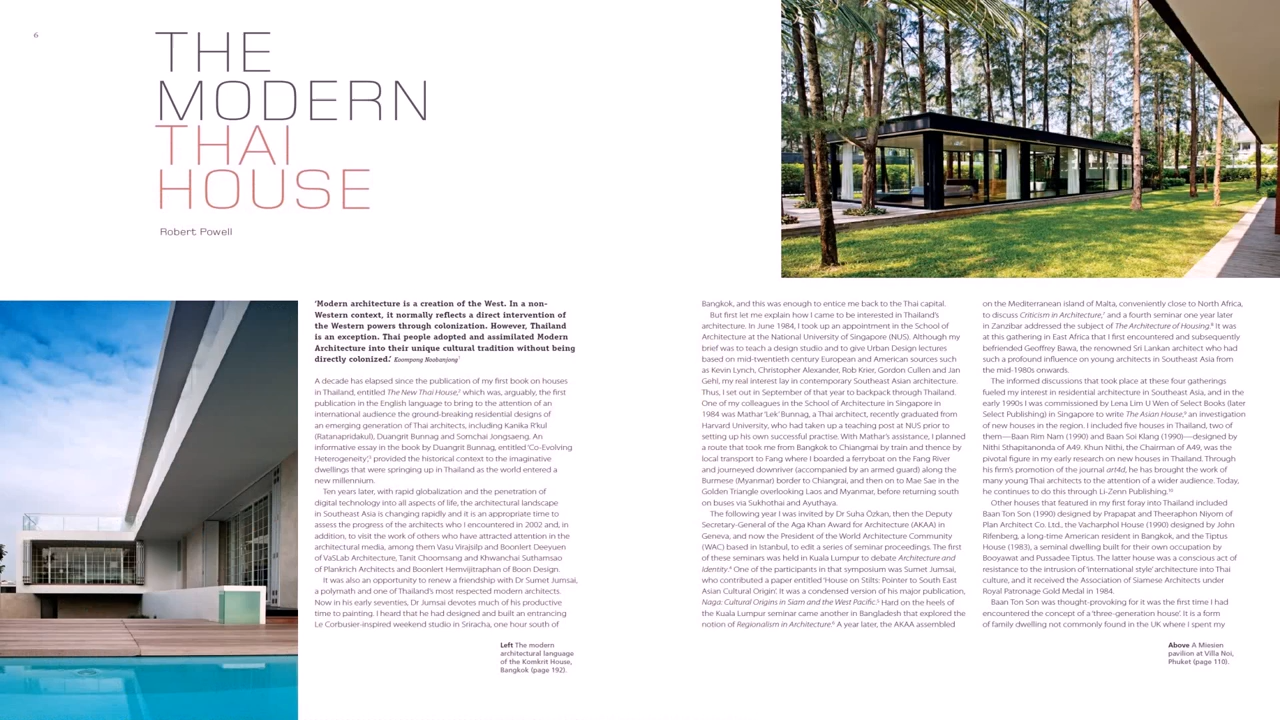 6
THE
MODERN
THAI
HOUSE
Robert Powell
'Modern architecture is a creation of the West. In a non-
Western context, it normally reflects a direct intervention of
the Western powers through colonization. However, Thailand
is an exception. Thai people adopted and assimilated Modern
Architecture into their unique cultural tradition without being
directly colonized.' Koompong Noobanjong¹
A decade has elapsed since the publication of my first book on houses
in Thailand, entitled The New Thai House,² which was, arguably, the first
publication in English language to bring to the attention of an
international audience the ground-breaking residential designs of
an emerging generation of Thai architects, including Kanika R'kul
(Ratanapridakul), Duangrit Bunnag and Somchai Jongsaeng. An
informative essay in the book by Duangrit Bunnag, entitled 'Co-Evolving
Heterogeneity',³ provided the historical context to the imaginative
dwellings that were springing up in Thailand as the world entered a
new millennium.
Ten years later, with rapid globalization and the penetration of
digital technology into all aspects of life, the architectural landscape
in Southeast Asia is changing rapidly and it is an appropriate time to
assess the progress of the architects who I encountered in 2002 and, in
addition, to visit the work of others who have attracted attention in the
architectural media, among them Vasu Virajsilp and Boonlert Deeyuen
of VaSLab Architecture, Tanit Choomsang and Khwanchai Suthamsao
of Plankrich Architects and Boonlert Hemvijitraphan of Boon Design.
It was also an opportunity to renew a friendship with Dr Sumet Jumsai,
a polymath and one of Thailand's most respected modern architects.
Now in his early seventies, Dr Jumsai devotes much of his productive
time to painting. I heard that he had designed and built an entrancing
Le Corbusier-inspired weekend studio in Sriracha, one hour south of
Left The modern
architectural language
of the Komkrit House,
Bangkok (page 192).
Bangkok, and this was enough to entice me back to the Thai capital.
But first let me explain how I came to be interested in Thailand's
architecture. In June 1984, I took up an appointment in the School of
Architecture at the National University of Singapore (NUS). Although my
brief was to teach a design studio and to give Urban Design lectures
based on mid-twentieth century European and American sources such
as Kevin Lynch, Christopher Alexander, Rob Krier, Gordon Cullen and Jan
Gehl, my real interest lay in contemporary Southeast Asian architecture.
Thus, I set out in September of that year to backpack through Thailand.
One of my colleagues in the School of Architecture in Singapore in
1984 was Mathar 'Lek' Bunnag, a Thai architect, recently graduated from
Harvard University, who had taken up a teaching post at NUS prior to
setting up his own successful practise. With Mathar's assistance, I planned
a route that took me from Bangkok to Chiangmai by train and thence by
local transport to Fang where I boarded a ferryboat on the Fang River
and journeyed downriver (accompanied by an armed guard) along the
Burmese (Myanmar) border to Chiangrai, and then on to Mae Sae in the
Golden Triangle overlooking Laos and Myanmar, before returning south
on buses via Sukhothai and Ayuthaya.
The following year I was invited by Dr Suha Özkan, then the Deputy
Secretary-General of the Aga Khan Award for Architecture (AKAA) in
Geneva, and now President of the World Architecture Community
(WAC) based in Istanbul, to edit a series of seminar proceedings. The first
of these seminars was held in Kuala Lumpur to debate Architecture and
Identity.⁴ One of the participants in that symposium was Sumet Jumsai,
who contributed a paper entitled 'House on Stilts: Pointer to South East
Asian Cultural Origin'. It was a condensed version of his major publication,
Naga: Cultural Origins in Siam and the West Pacific.⁵ Hard on the heels of
the Kuala Lumpur seminar came another in Bangladesh that explored the
notion of Regionalism in Architecture.⁶ A year later, the AKAA assembled
on the Mediterranean island of Malta, conveniently close to North Africa,
to discuss Criticism in Architecture,⁷ and a fourth seminar one year later
in Zanzibar addressed the subject of The Architecture of Housing.⁸ It was
at this gathering in East Africa that I first encountered and subsequently
befriended Geoffrey Bawa, the renowned Sri Lankan architect who had
such a profound influence on young architects in Southeast Asia from
the mid-1980s onwards.
The informed discussions that took place at these four gatherings
fueled my interest in residential architecture in Southeast Asia, and in the
early 1990s I was commissioned by Lena Lim U Wen of Select Books (later
Select Publishing) in Singapore to write The Asian House,⁹ an investigation
of new houses in the region. I included five houses in Thailand, two of
them—Baan Rim Nam (1990) and Baan Soi Klang (1990)—designed by
Nithi Sthapitanonda of A49. Khun Nithi, the Chairman of A49, was the
pivotal figure in my early research on new houses in Thailand. Through
his firm's promotion of the journal art4d, he has brought the work of
many young Thai architects to the attention of a wider audience. Today,
he continues to do this through Li-Zenn Publishing.¹⁰
Other houses that featured in my first foray into Thailand included
Baan Ton Son (1990) designed by Prapapat and Theeraphon Niyom of
Plan Architect Co. Ltd., the Vacharphol House (1990) designed by John
Rifenberg, a long-time American resident in Bangkok, and the Tiptus
House (1983), a seminal dwelling built for their own occupation by
Booyawat and Pussadee Tiptus. The latter house was a conscious act of
resistance to the intrusion of 'international style' architecture into Thai
culture, and it received the Association of Siamese Architects under
Royal Patronage Gold Medal in 1984.
Baan Ton Son was thought-provoking for it was the first time I had
encountered the concept of a 'three-generation house'. It is a form
of family dwelling not commonly found in the UK where I spent my
Above A Miesien
pavilion at Villa Noi,
Phuket (page 110).